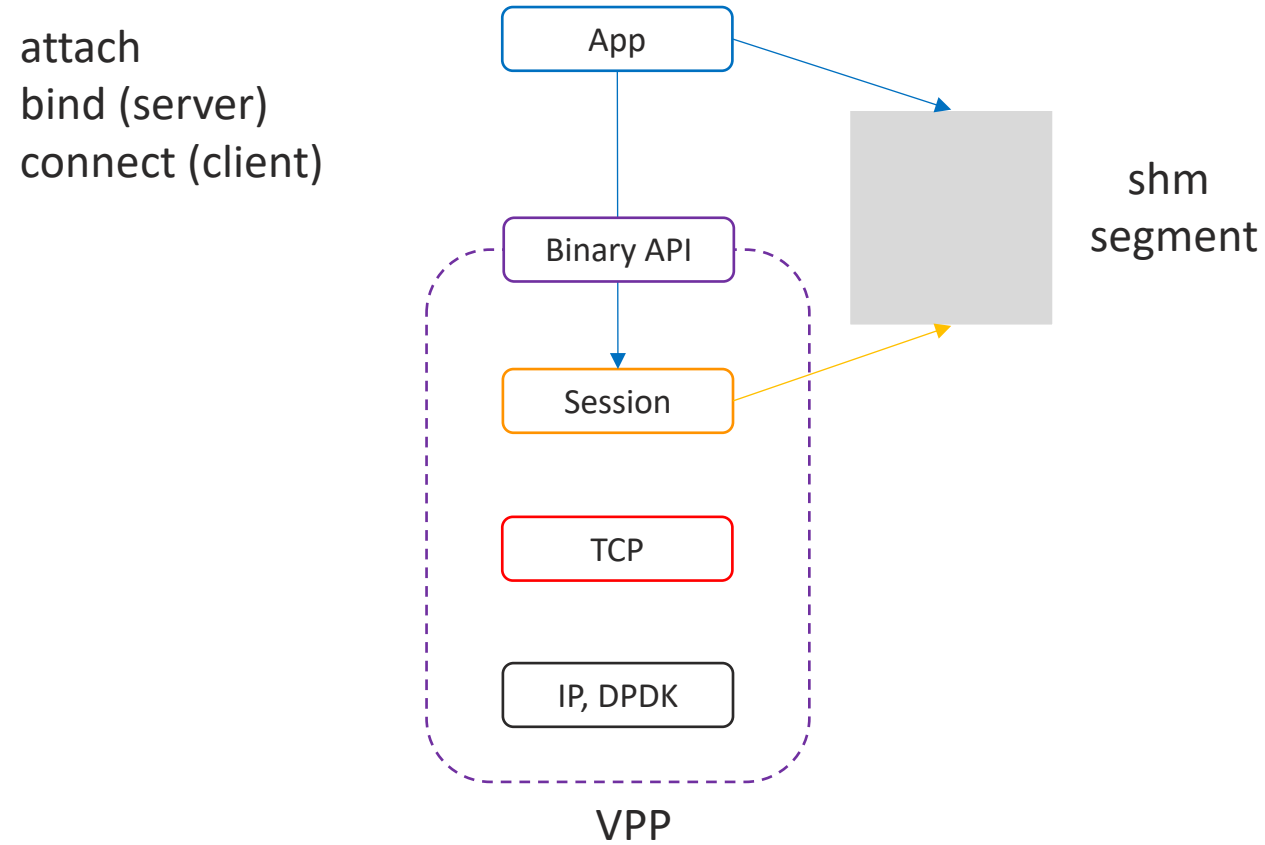 attach
bind (server)
connect (client)
App
shm
segment
Binary API
Session
TCP
IP, DPDK
VPP